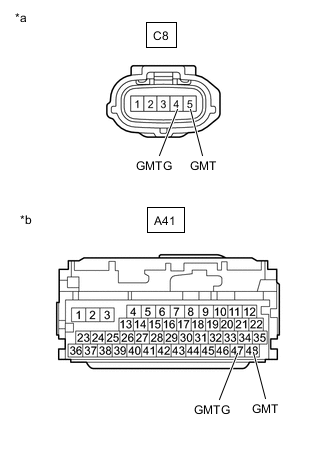 *a
C8
1 2 3 4 5
GMTG GMT
*b
A41
1 2 3 4 5 6 7 8 9 10 11 12
13 14 15 16 17 18 19 20 21 22
23 24 25 26 27 28 29 30 31 32 33 34 35
36 37 38 39 40 41 42 43 44 45 46 47 48
GMTG GMT